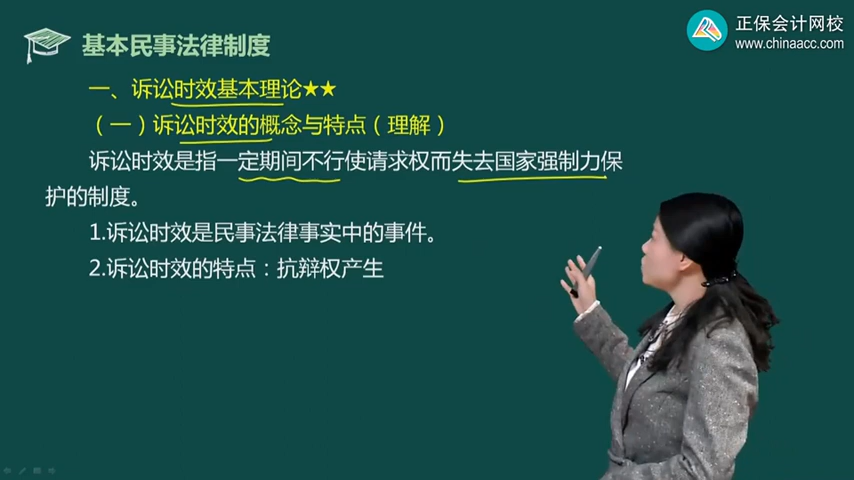 基本民事法律制度
正保会计网校
www.chinaacc.com
一、诉讼时效基本理论★★
（一）诉讼时效的概念与特点（理解）
诉讼时效是指一定期间不行使请求权而失去国家强制力保
护的制度。
1.诉讼时效是民事法律事实中的事件。
2.诉讼时效的特点：抗辩权产生